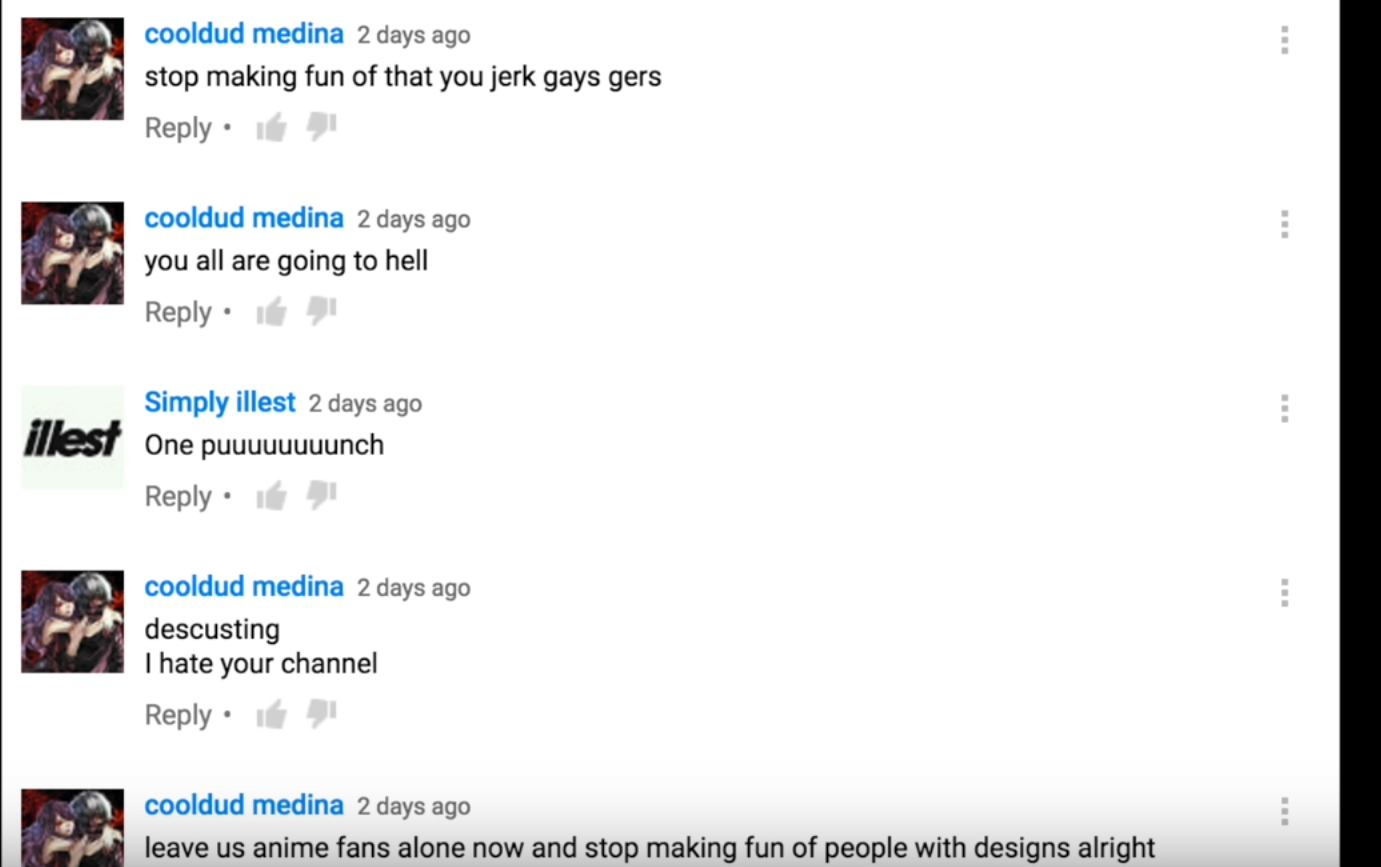 cooldud medina 2 days ago
stop making fun of that you jerk gays gers
Reply •
cooldud medina 2 days ago
you all are going to hell
Reply •
Simply illest 2 days ago
illest
One puuuuuuuunch
Reply •
cooldud medina 2 days ago
descusting
I hate your channel
Reply •
cooldud medina 2 days ago
leave us anime fans alone now and stop making fun of people with designs alright